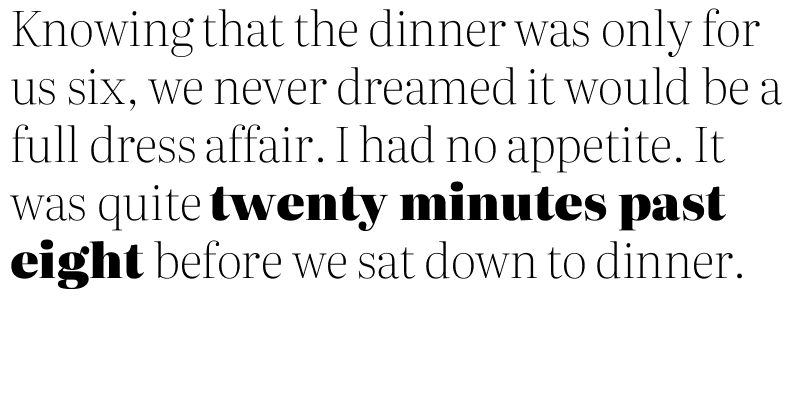 Knowing that the dinner was only for
us six, we never dreamed it would be a
full dress affair. I had no appetite. It
was quite twenty minutes past
eight before we sat down to dinner.